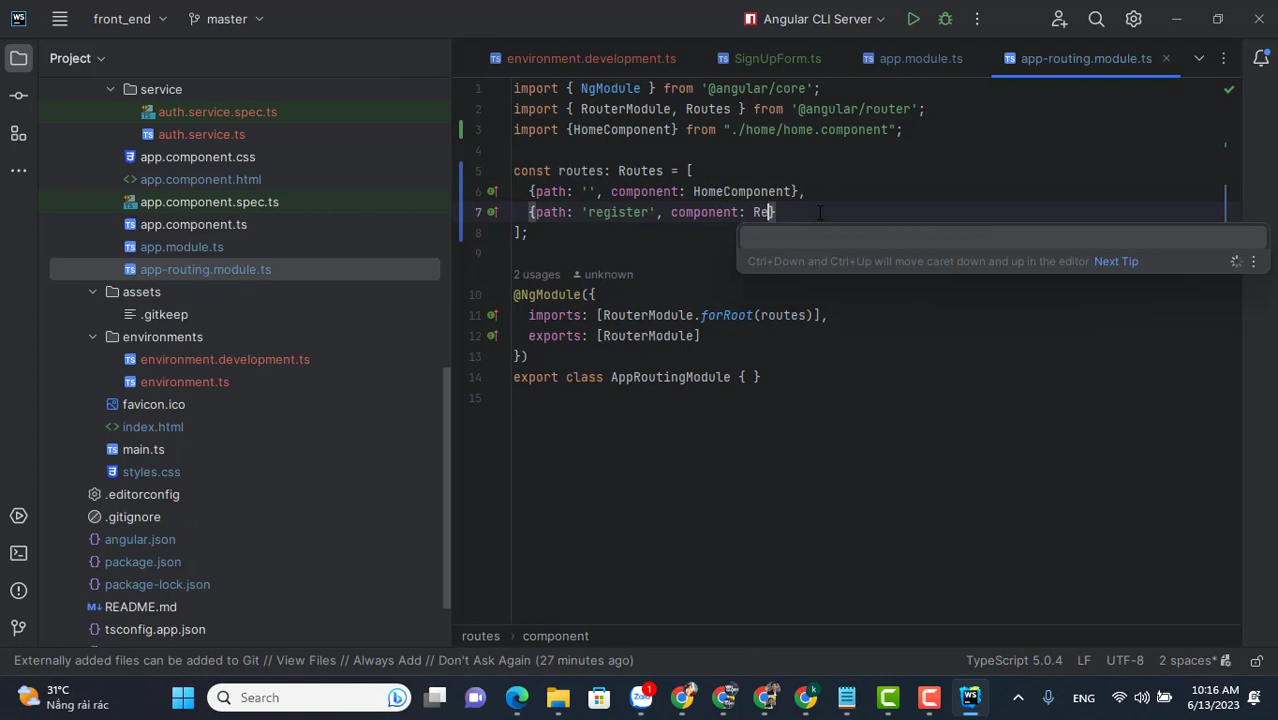 WS
front_end
master
Angular CLI Server
Project
environment.development.ts
SignUpForm.ts
app.module.ts
app-routing.module.ts
service
auth.service.spec.ts
auth.service.ts
app.component.css
app.component.html
app.component.spec.ts
app.component.ts
app.module.ts
app-routing.module.ts
assets
.gitkeep
environments
environment.development.ts
environment.ts
favicon.ico
index.html
main.ts
styles.css
.editorconfig
.gitignore
angular.json
package.json
package-lock.json
README.md
tsconfig.app.json
1 import { NgModule } from '@angular/core';
2 import { RouterModule, Routes } from '@angular/router';
3 import {HomeComponent} from "./home/home.component";
4
5 const routes: Routes = [
6 {path: '', component: HomeComponent},
7 {path: 'register', component: Re}
8 ];
9
2 usages unknown
10 @NgModule({
11 imports: [RouterModule.forRoot(routes)],
12 exports: [RouterModule]
13 })
14 export class AppRoutingModule { }
15
Ctrl+Down and Ctrl+Up will move caret down and up in the editor Next Tip
routes > component
Externally added files can be added to Git // View Files // Always Add // Don't Ask Again (27 minutes ago)
TypeScript 5.0.4 LF UTF-8 2 spaces*
31°C
Nắng rải rác
Search
1
ENG
10:16 AM
6/13/2023